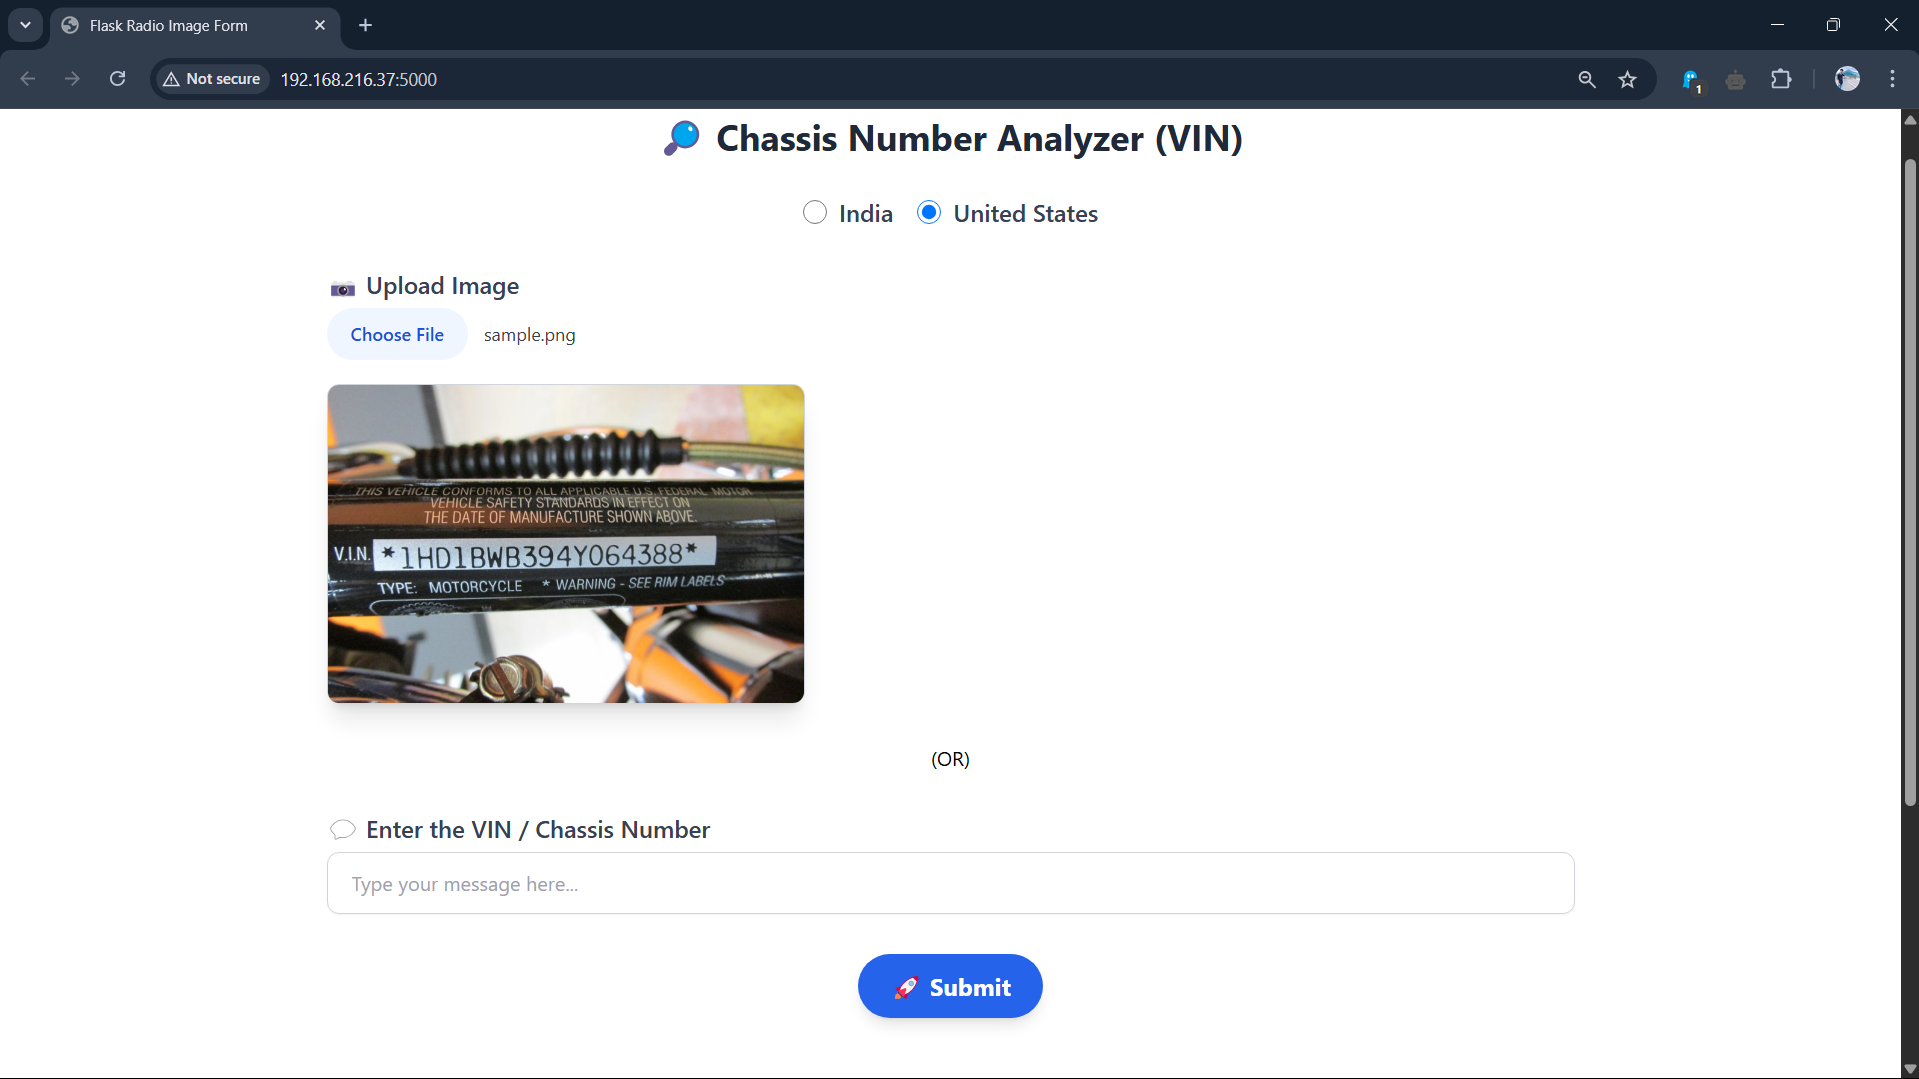 Flask Radio Image Form
Not secure
192.168.216.37:5000
1
Chassis Number Analyzer (VIN)
India
United States
Upload Image
Choose File
sample.png
THIS VEHICLE CONFORMS TO ALL APPLICABLE U.S. FEDERAL MOTOR
VEHICLE SAFETY STANDARDS IN EFFECT ON
THE DATE OF MANUFACTURE SHOWN ABOVE.
V.I.N. *1HD1BWB394Y064388*
TYPE: MOTORCYCLE * WARNING - SEE RIM LABELS
(OR)
Enter the VIN / Chassis Number
Type your message here...
Submit